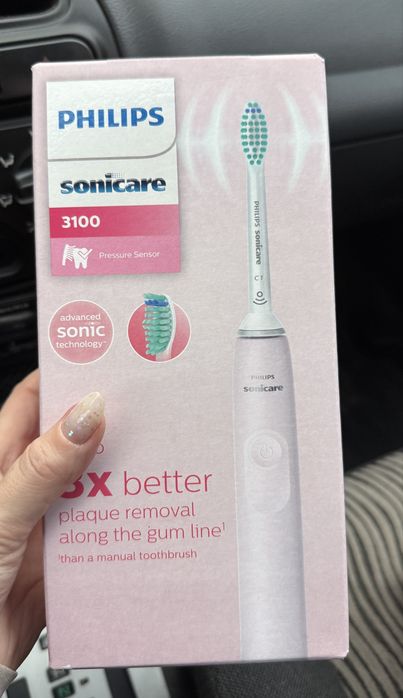 PHILIPS
sonicare
3100
Pressure Sensor
advanced
sonic
technology™
PHILIPS sonicare
C1
PHILIPS
sonicare
3x better
plaque removal
along the gum line¹
¹than a manual toothbrush